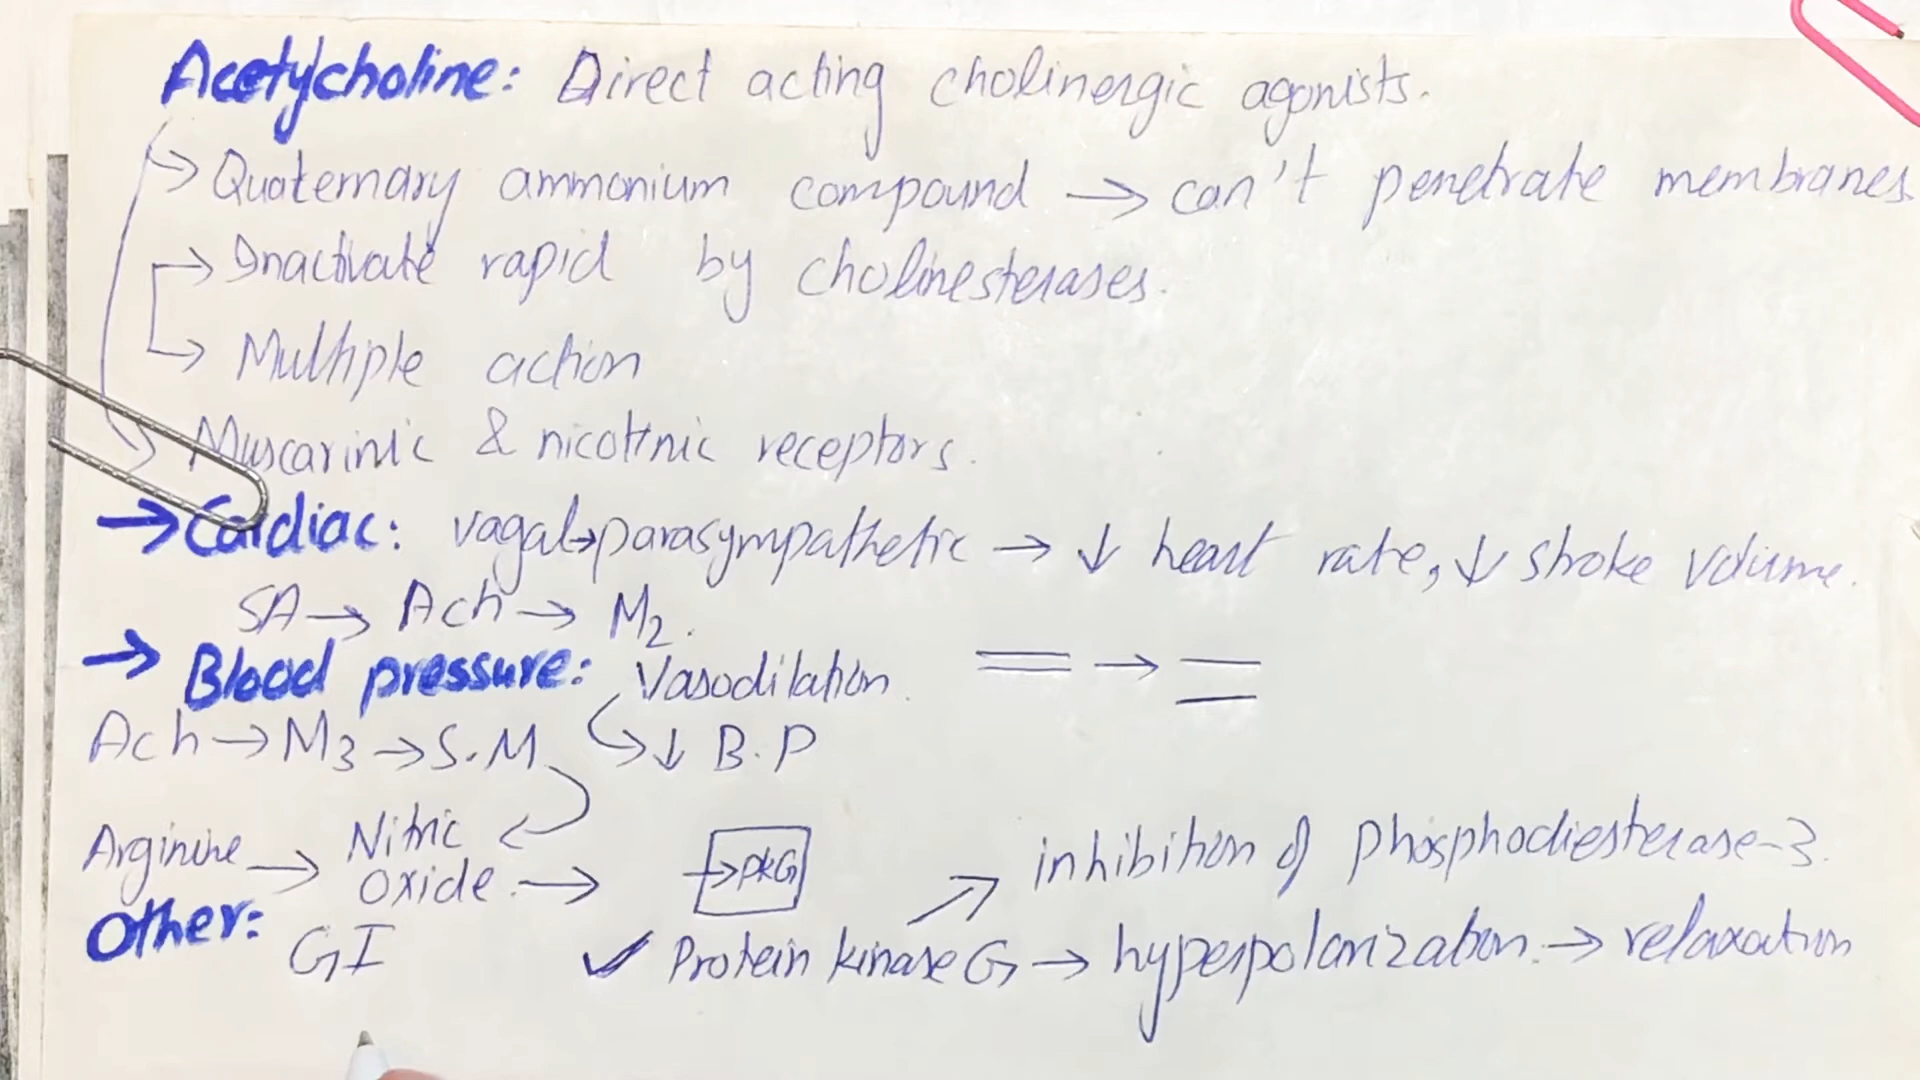 Acetylcholine: Direct acting cholinergic agonists.
→ Quaternary ammonium compound → can't penetrate membranes
→ Inactivate rapid by cholinesterases.
→ Multiple action
→ Muscarinic & nicotinic receptors.
→ Cardiac: vagal→parasympathetic → ↓ heart rate, ↓ stroke volume.
SA → Ach → M2.
→ Blood pressure: Vasodilation.
Ach → M3 → S.M → ↓ B.P
Arginine → Nitric oxide. → → PKG inhibition of phosphodiesterase-3.
Other: GI ✓ Protein kinase G → hyperpolarization. → relaxation